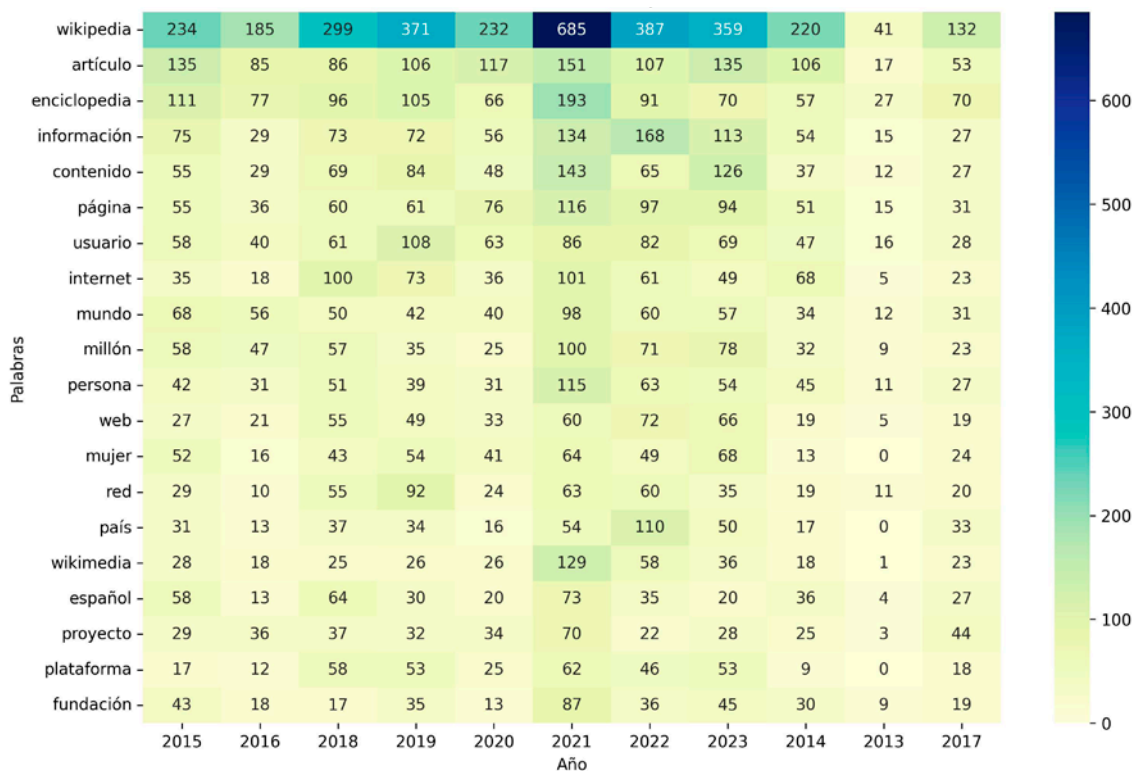 wikipedia 234 185 299 371 232 685 387 359 220 41 132
artículo 135 85 86 106 117 151 107 135 106 17 53
enciclopedia 111 77 96 105 66 193 91 70 57 27 70
información 75 29 73 72 56 134 168 113 54 15 27
contenido 55 29 69 84 48 143 65 126 37 12 27
página 55 36 60 61 76 116 97 94 51 15 31
usuario 58 40 61 108 63 86 82 69 47 16 28
internet 35 18 100 73 36 101 61 49 68 5 23
mundo 68 56 50 42 40 98 60 57 34 12 31
millón 58 47 57 35 25 100 71 78 32 9 23
persona 42 31 51 39 31 115 63 54 45 11 27
web 27 21 55 49 33 60 72 66 19 5 19
mujer 52 16 43 54 41 64 49 68 13 0 24
red 29 10 55 92 24 63 60 35 19 11 20
país 31 13 37 34 16 54 110 50 17 0 33
wikimedia 28 18 25 26 26 129 58 36 18 1 23
español 58 13 64 30 20 73 35 20 36 4 27
proyecto 29 36 37 32 34 70 22 28 25 3 44
plataforma 17 12 58 53 25 62 46 53 9 0 18
fundación 43 18 17 35 13 87 36 45 30 9 19
2015 2016 2018 2019 2020 2021 2022 2023 2014 2013 2017
Año
Palabras
600
500
400
300
200
100
0